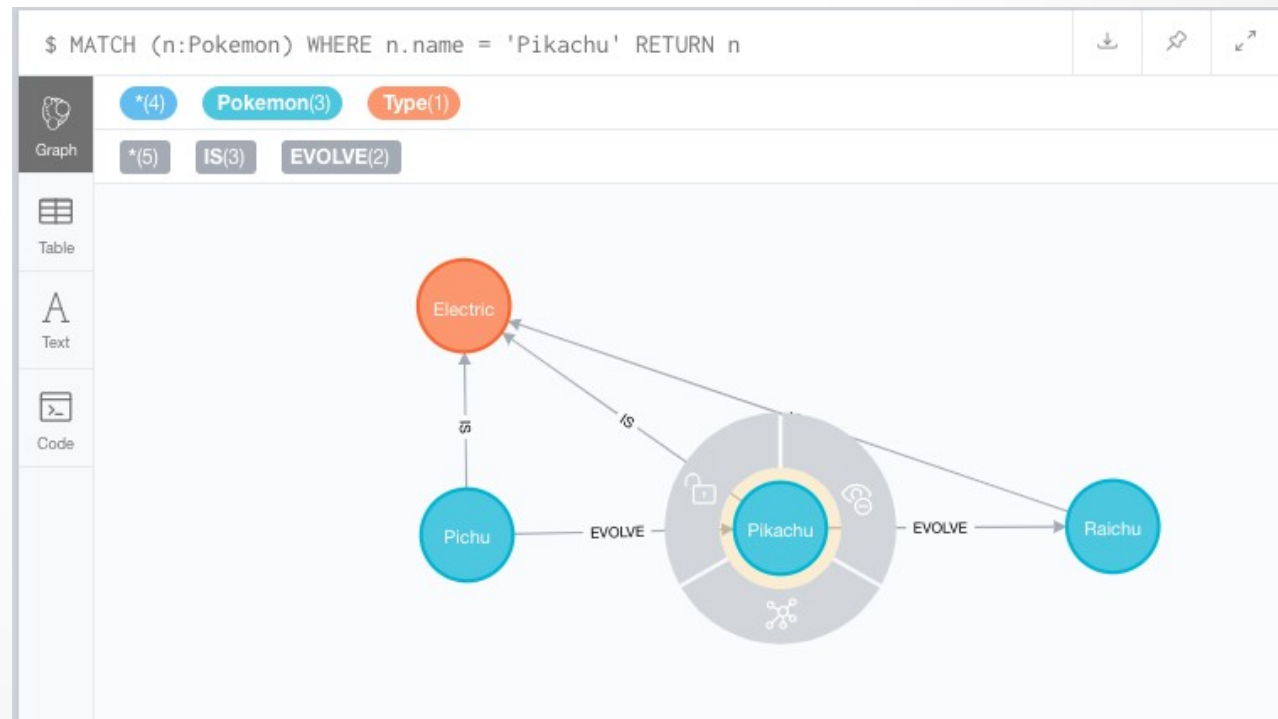 $ MATCH (n:Pokemon) WHERE n.name = 'Pikachu' RETURN n
*(4) Pokemon(3) Type(1)
*(5) IS(3) EVOLVE(2)
Graph
Table
Text
Code
Electric
IS
IS
Pichu
EVOLVE
Pikachu
EVOLVE
Raichu